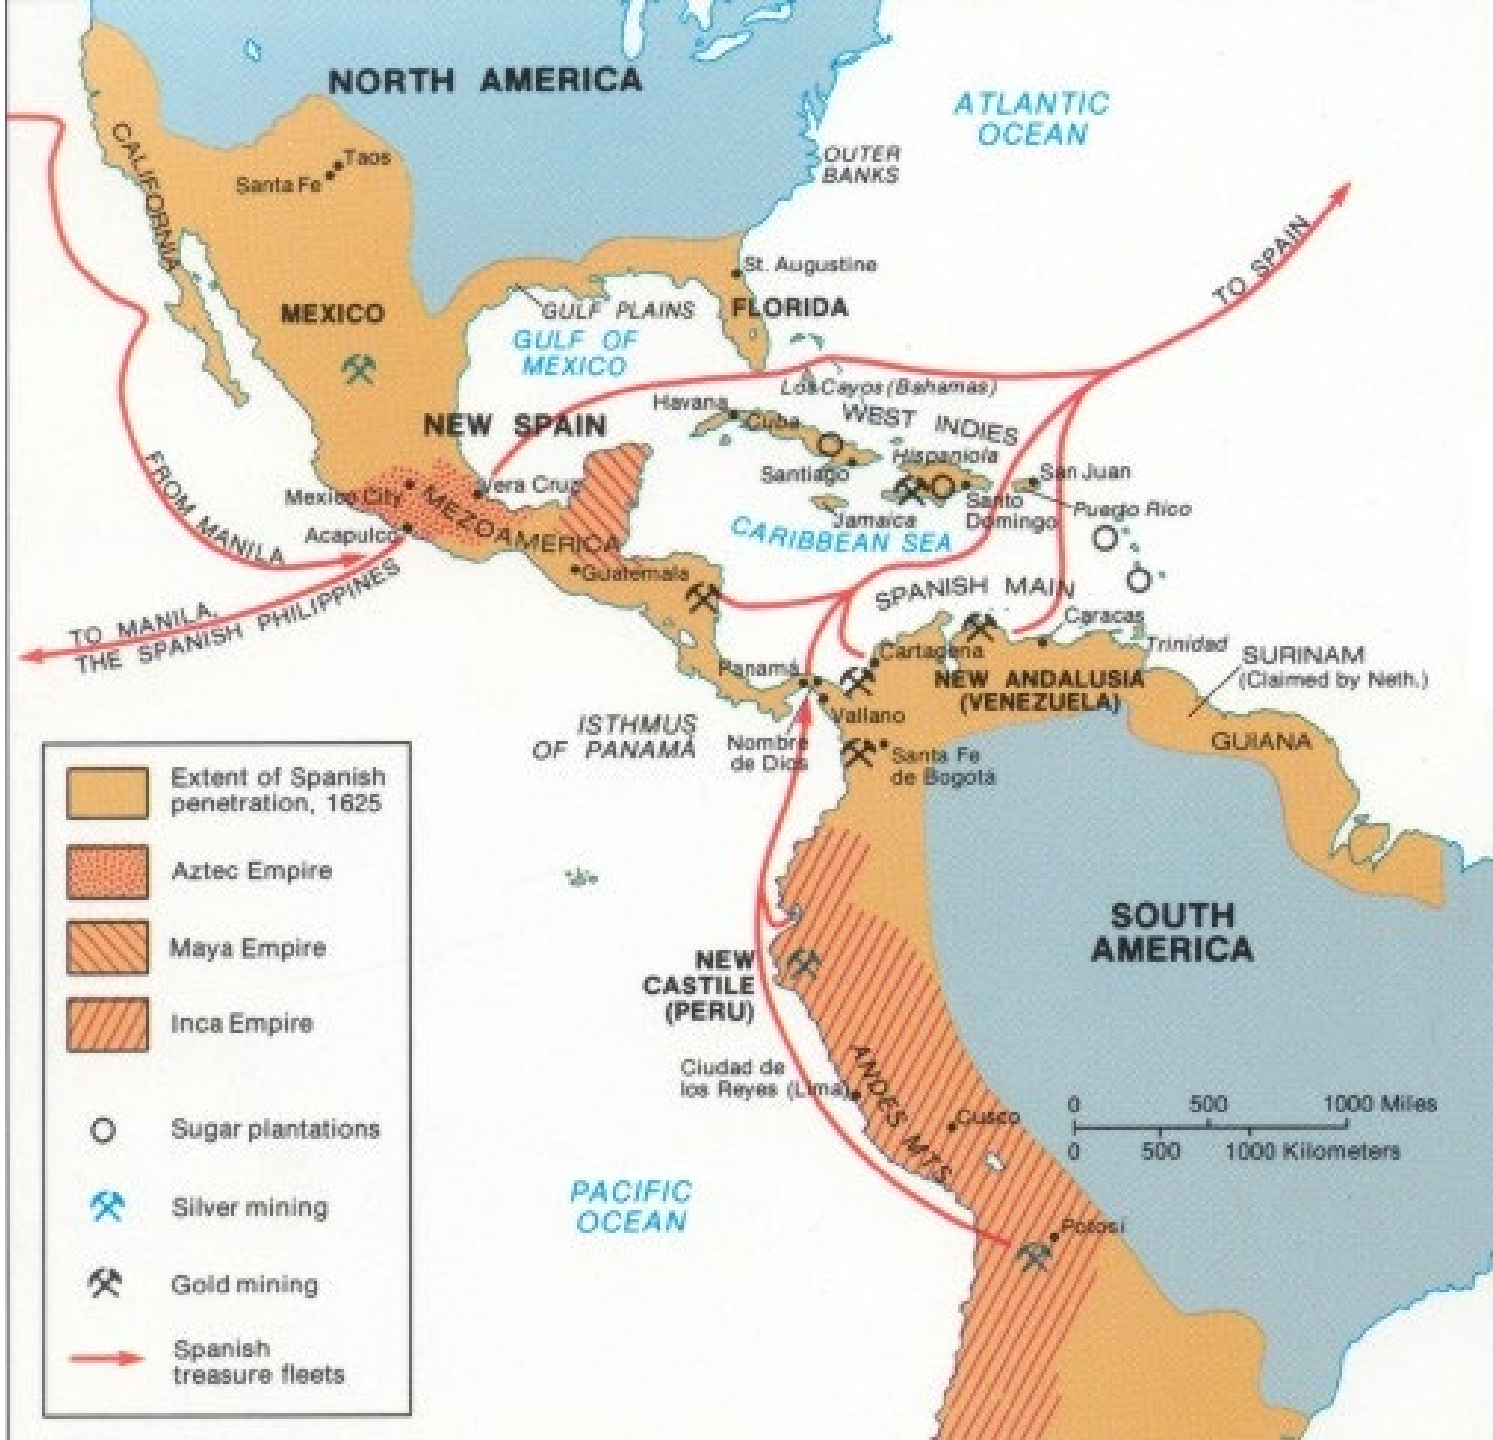 NORTH AMERICA
ATLANTIC
OCEAN
OUTER
BANKS
CALIFORNIA
Taos
Santa Fe
TO SPAIN
St. Augustine
MEXICO
GULF PLAINS
FLORIDA
GULF OF
MEXICO
Los Cayos (Bahamas)
Havana
Cuba
WEST INDIES
NEW SPAIN
Hispaniola
Santiago
San Juan
FROM MANILA
Mexico City
Vera Cruz
MEZOAMERICA
Jamaica
Santo
Domingo
Puerto Rico
Acapulco
CARIBBEAN SEA
Guatemala
SPANISH MAIN
TO MANILA,
THE SPANISH PHILIPPINES
Caracas
Cartagena
Trinidad
SURINAM
(Claimed by Neth.)
Panamá
NEW ANDALUSIA
(VENEZUELA)
Vallano
ISTHMUS
OF PANAMÁ
Nombre
de Dios
Santa Fe
de Bogotá
GUIANA
Extent of Spanish
penetration, 1625
Aztec Empire
Maya Empire
Inca Empire
Sugar plantations
Silver mining
Gold mining
Spanish
treasure fleets
SOUTH
AMERICA
NEW
CASTILE
(PERU)
Ciudad de
los Reyes (Lima)
ANDES MTS.
Cusco
0 500 1000 Miles
0 500 1000 Kilometers
PACIFIC
OCEAN
Potosí